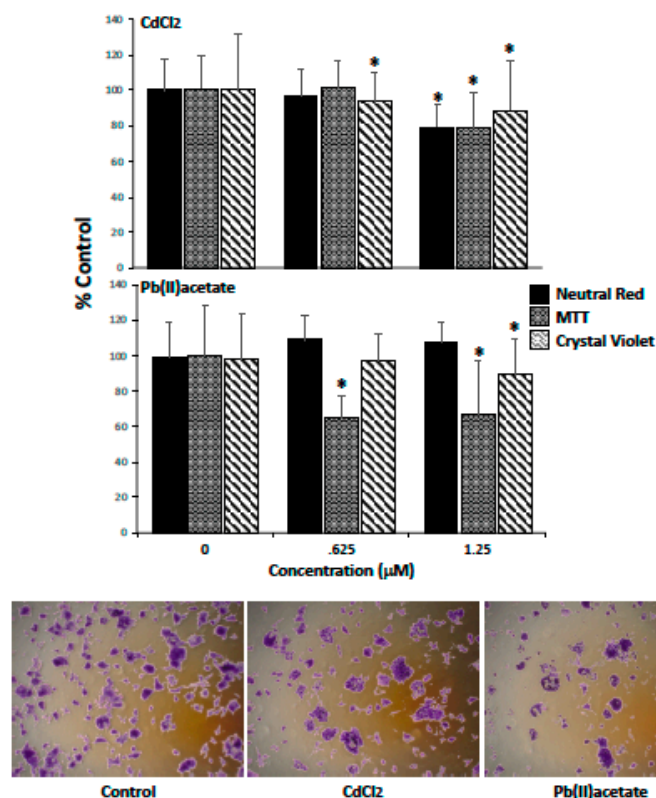 CdCl2
140
120
*
*
*
*
100
80
60
40
20
0
% Control
Pb(II)acetate
140
120
100
80
60
40
20
0
*
*
*
Neutral Red
MTT
Crystal Violet
0 .625 1.25
Concentration (μM)
Control CdCl2 Pb(II)acetate